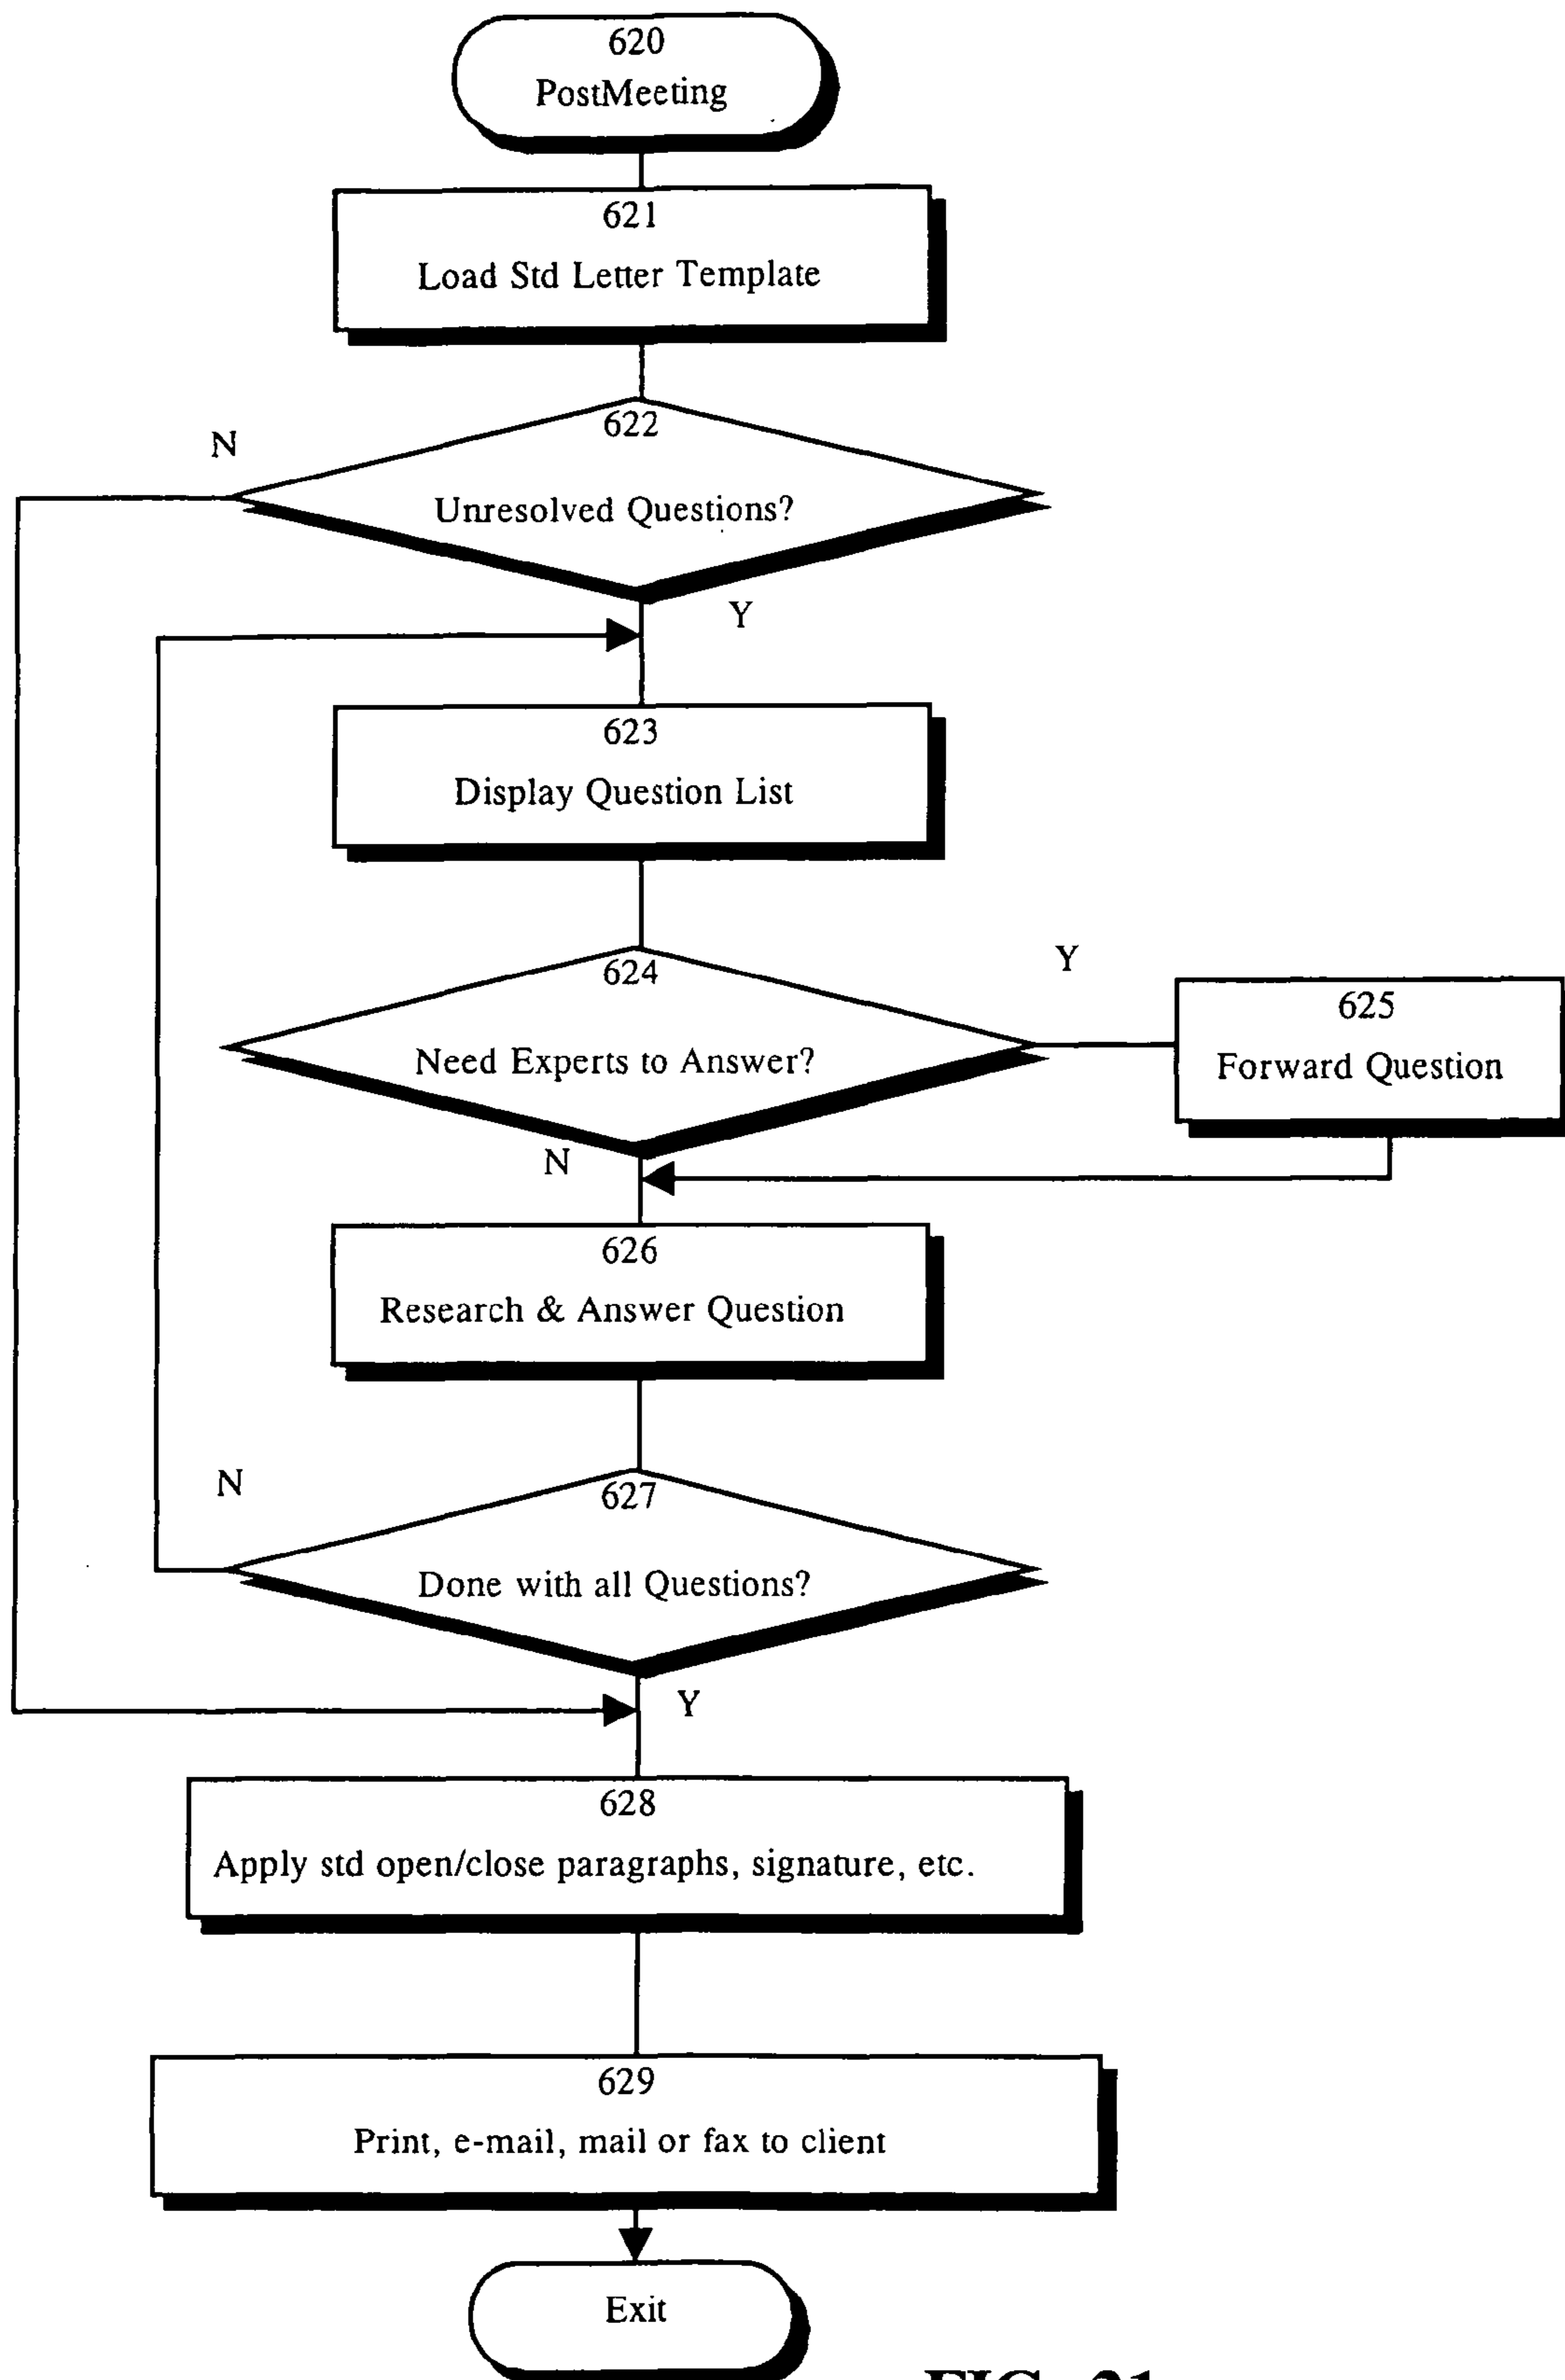 620
PostMeeting
621
Load Std Letter Template
622
N
Unresolved Questions?
Y
623
Display Question List
624
Y
Need Experts to Answer?
625
Forward Question
N
626
Research & Answer Question
N
627
Done with all Questions?
Y
628
Apply std open/close paragraphs, signature, etc.
629
Print, e-mail, mail or fax to client
Exit